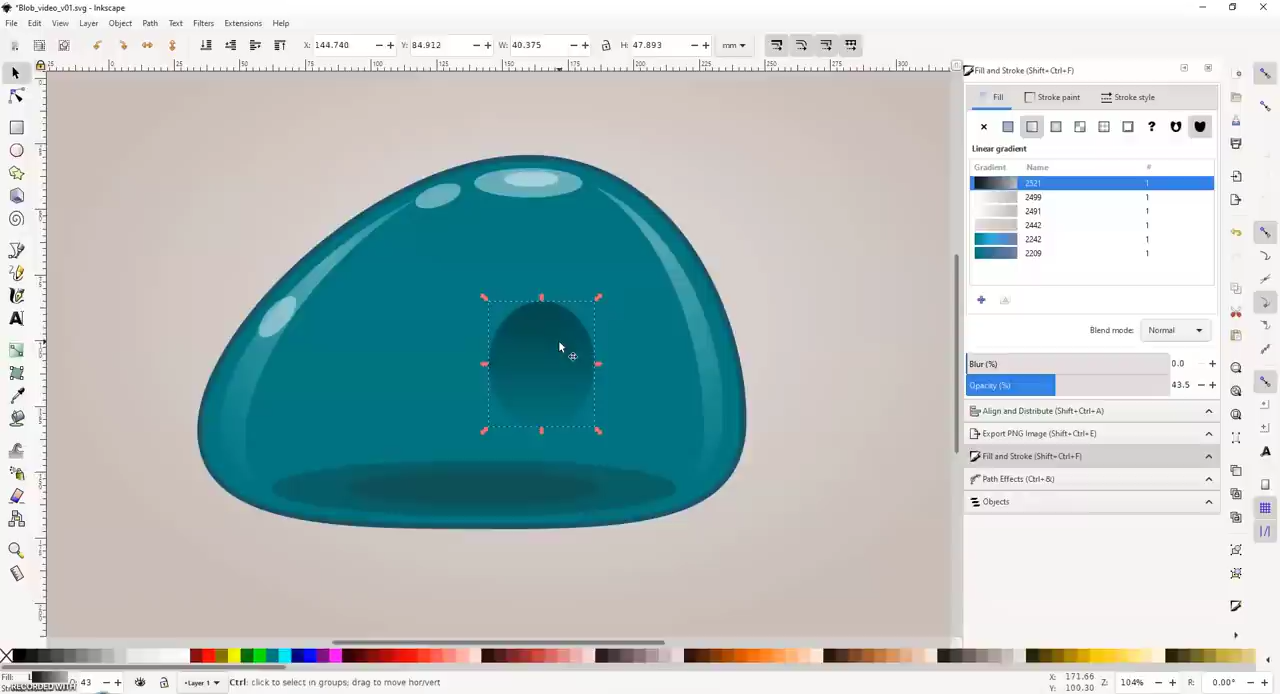 *Blob_video_v01.svg - Inkscape
File Edit View Layer Object Path Text Filters Extensions Help
X: 144.740 Y: 84.912 W: 40.375 H: 47.893 mm
Fill and Stroke (Shift+Ctrl+F)
Fill Stroke paint Stroke style
Linear gradient
Gradient Name #
2521 1
2499 1
2491 1
2442 1
2242 1
2209 1
Blend mode: Normal
Blur (%) 0.0
Opacity (%) 43.5
Align and Distribute (Shift+Ctrl+A)
Export PNG Image (Shift+Ctrl+E)
Fill and Stroke (Shift+Ctrl+F)
Path Effects (Ctrl+&)
Objects
Fill:
O: 43
Layer 1
Ctrl: click to select in groups; drag to move hor/vert
X: 171.66
Y: 100.30
Z: 104%
R: 0.00°
RECORDED WITH